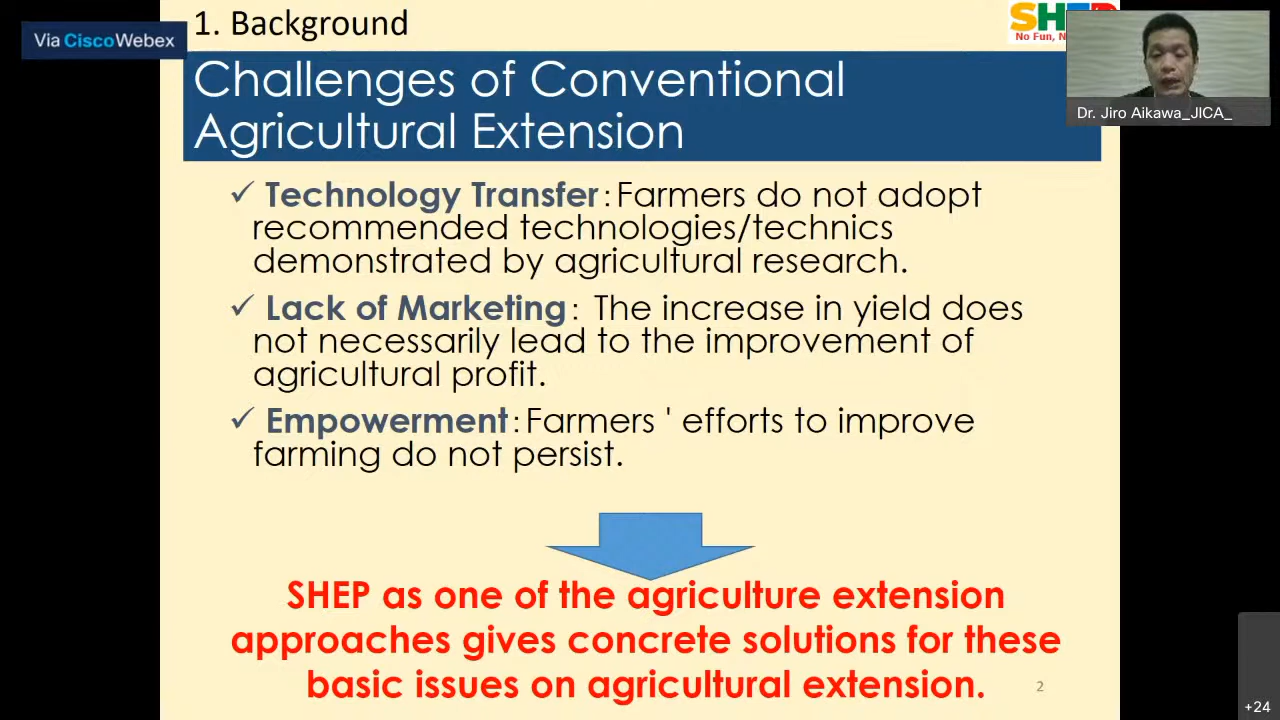 1. Background
Via Cisco Webex
SHEP
No Fun, N
Dr. Jiro Aikawa_JICA_
Challenges of Conventional
Agricultural Extension
✓ Technology Transfer：Farmers do not adopt
recommended technologies/technics
demonstrated by agricultural research.
✓ Lack of Marketing： The increase in yield does
not necessarily lead to the improvement of
agricultural profit.
✓ Empowerment：Farmers ' efforts to improve
farming do not persist.
SHEP as one of the agriculture extension
approaches gives concrete solutions for these
basic issues on agricultural extension.
2
+24